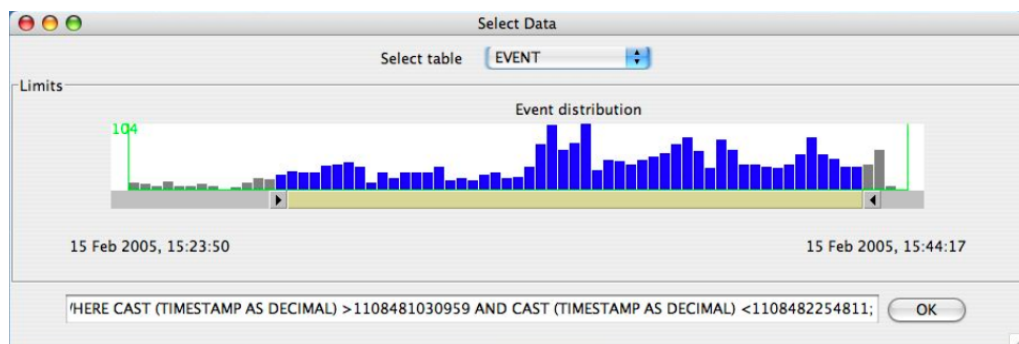 Select Data
Select table EVENT
Limits
Event distribution
104
15 Feb 2005, 15:23:50 15 Feb 2005, 15:44:17
HERE CAST (TIMESTAMP AS DECIMAL) >1108481030959 AND CAST (TIMESTAMP AS DECIMAL) <1108482254811; OK